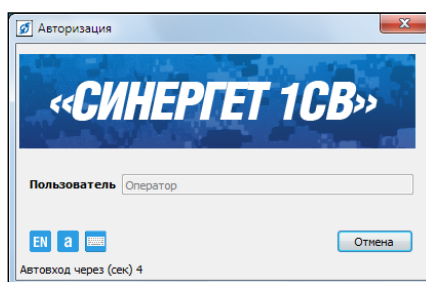 Авторизация
«СИНЕРГЕТ 1СВ»
Пользователь Оператор
EN a Отмена
Автовход через (сек) 4